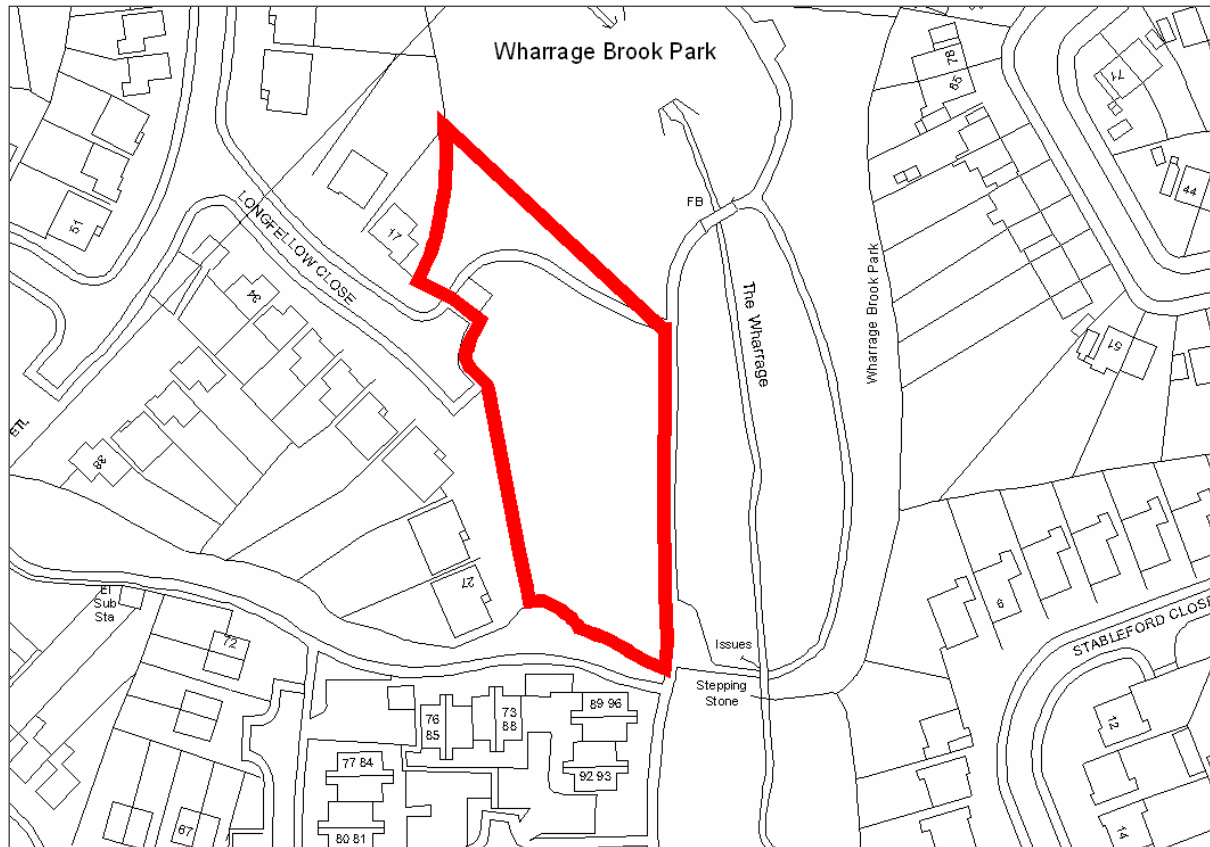 Wharrage Brook Park
78
65
71
44
51
LONGFELLOW CLOSE
17
FB
34
The Wharrage
Wharrage Brook Park
51
ETL
38
27
6
El
Sub
Sta
72
STABLEFORD CLOSE
Issues
Stepping
Stone
76
85
73
88
89 96
12
77 84
92 93
67
80 81
14